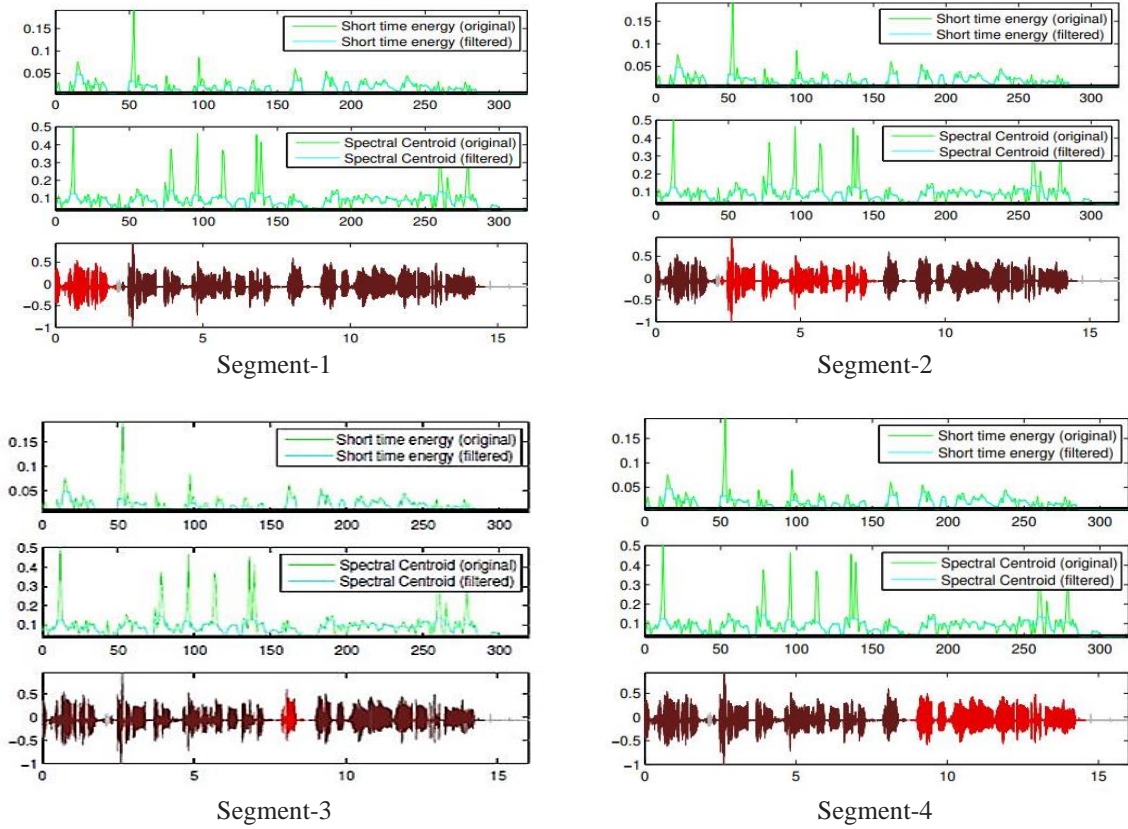 0.15
0.1
0.05
Short time energy (original)
Short time energy (filtered)
0 50 100 150 200 250 300
0.5
0.4
0.3
0.2
0.1
Spectral Centroid (original)
Spectral Centroid (filtered)
0 50 100 150 200 250 300
0.5
0
−0.5
−1
0 5 10 15
Segment-1
0.15
0.1
0.05
Short time energy (original)
Short time energy (filtered)
0 50 100 150 200 250 300
0.5
0.4
0.3
0.2
0.1
Spectral Centroid (original)
Spectral Centroid (filtered)
0 50 100 150 200 250 300
0.5
0
−0.5
−1
0 5 10 15
Segment-2
0.15
0.1
0.05
Short time energy (original)
Short time energy (filtered)
0 50 100 150 200 250 300
0.5
0.4
0.3
0.2
0.1
Spectral Centroid (original)
Spectral Centroid (filtered)
0 50 100 150 200 250 300
0.5
0
−0.5
−1
0 5 10 15
Segment-3
0.15
0.1
0.05
Short time energy (original)
Short time energy (filtered)
0 50 100 150 200 250 300
0.5
0.4
0.3
0.2
0.1
Spectral Centroid (original)
Spectral Centroid (filtered)
0 50 100 150 200 250 300
0.5
0
−0.5
−1
0 5 10 15
Segment-4